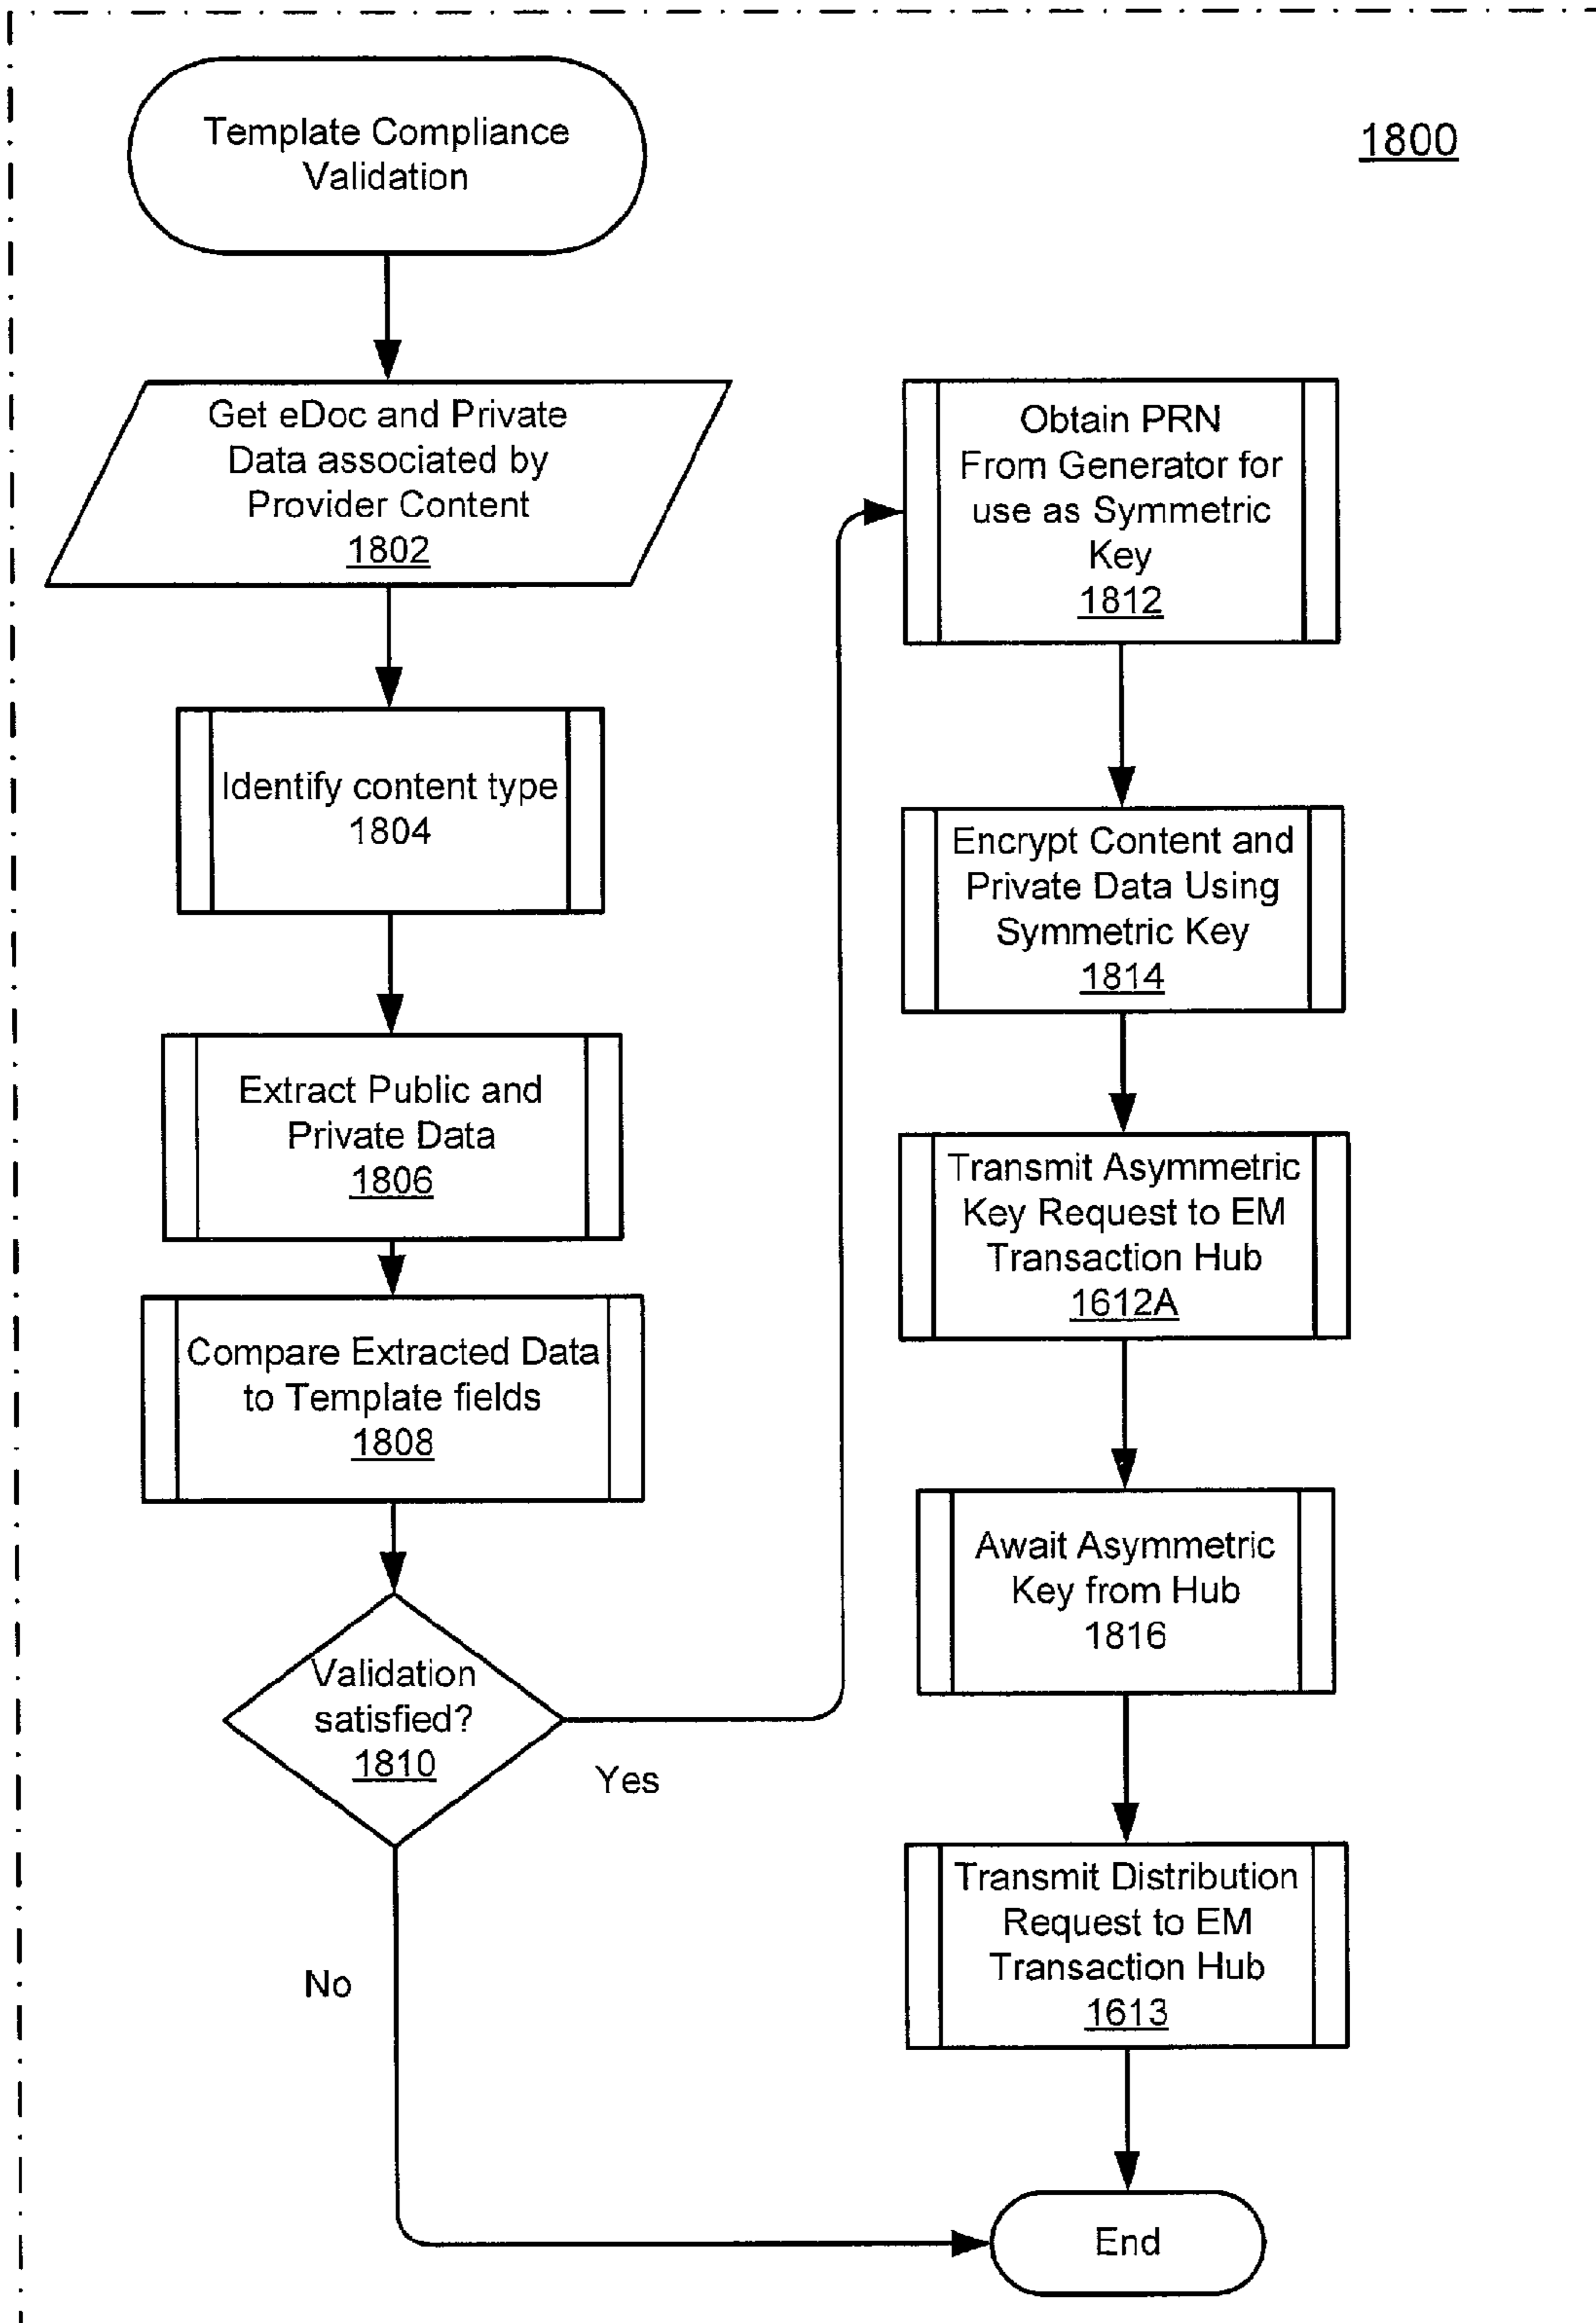 Template Compliance
Validation
1800
Get eDoc and Private
Data associated by
Provider Content
1802
Identify content type
1804
Extract Public and
Private Data
1806
Compare Extracted Data
to Template fields
1808
Validation
satisfied?
1810
Yes
No
Obtain PRN
From Generator for
use as Symmetric
Key
1812
Encrypt Content and
Private Data Using
Symmetric Key
1814
Transmit Asymmetric
Key Request to EM
Transaction Hub
1612A
Await Asymmetric
Key from Hub
1816
Transmit Distribution
Request to EM
Transaction Hub
1613
End